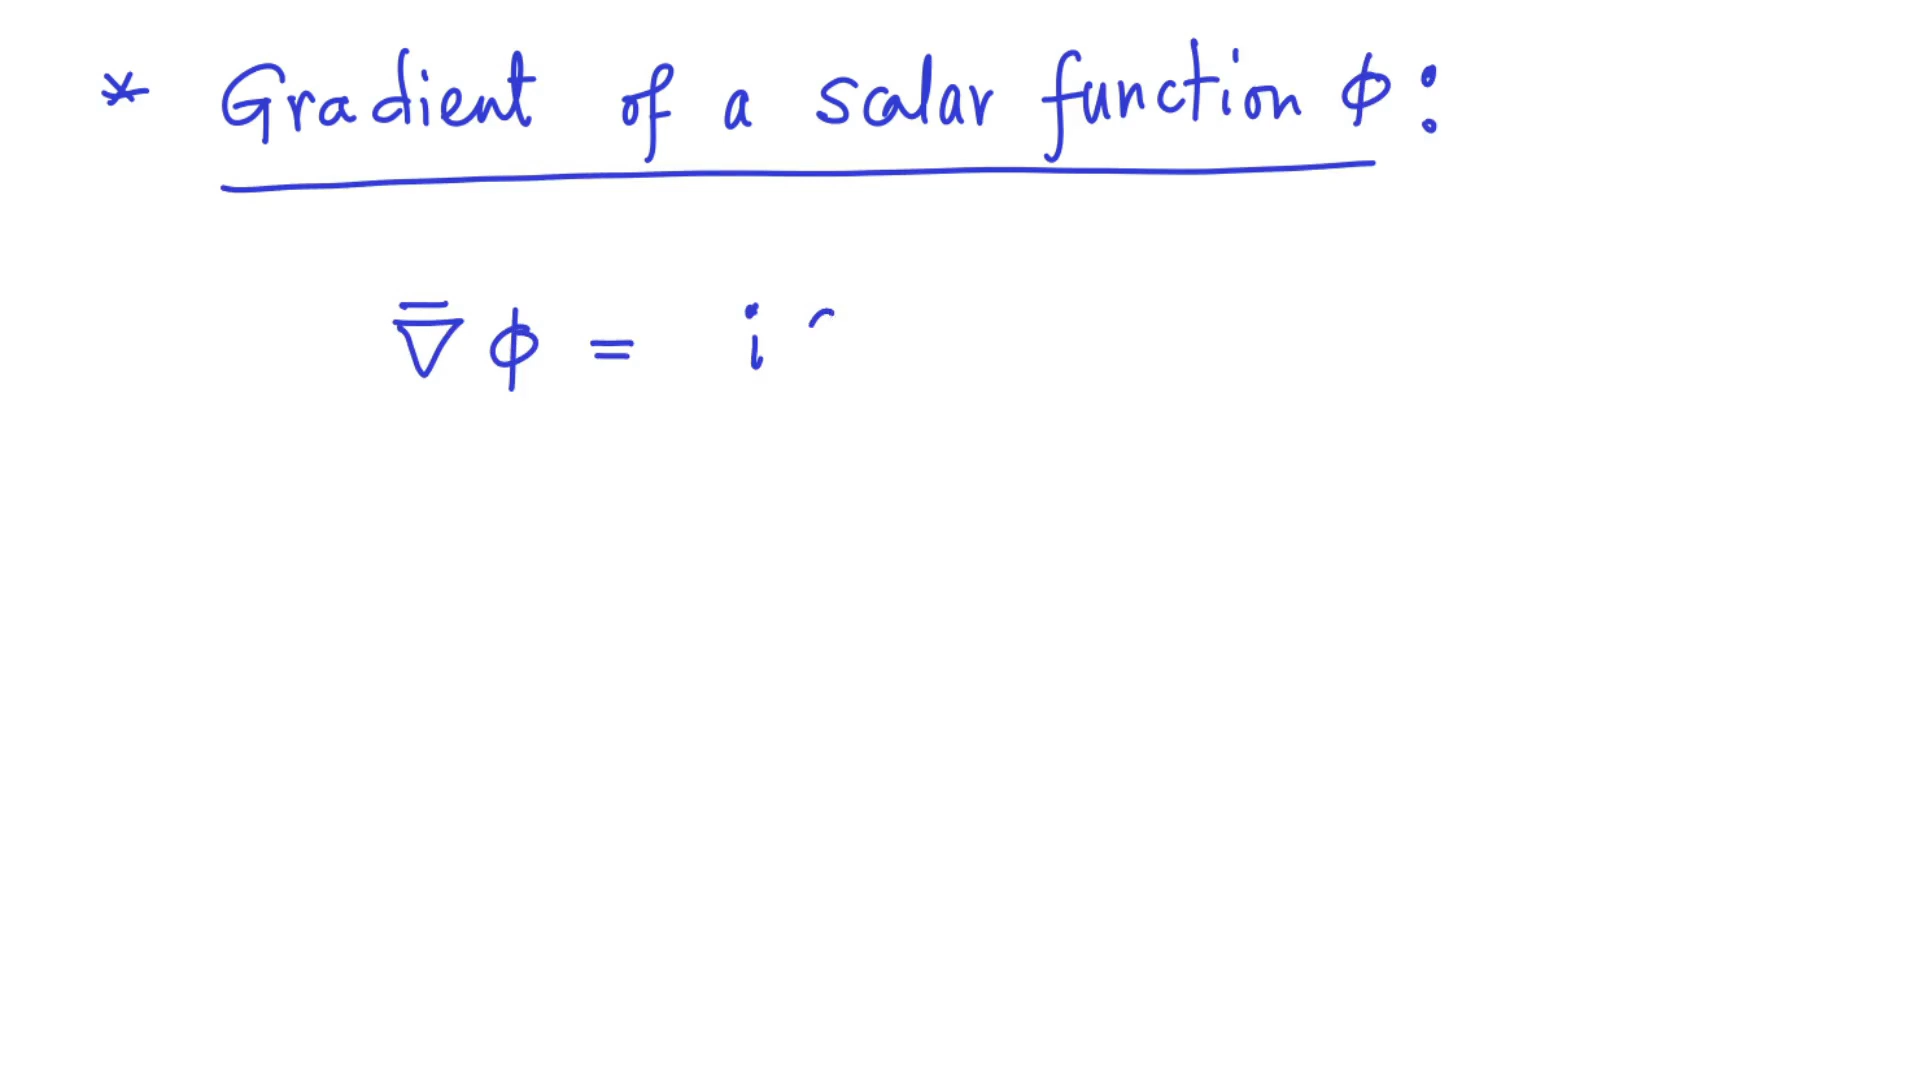 * Gradient of a scalar function ϕ:
∇̅ ϕ = i